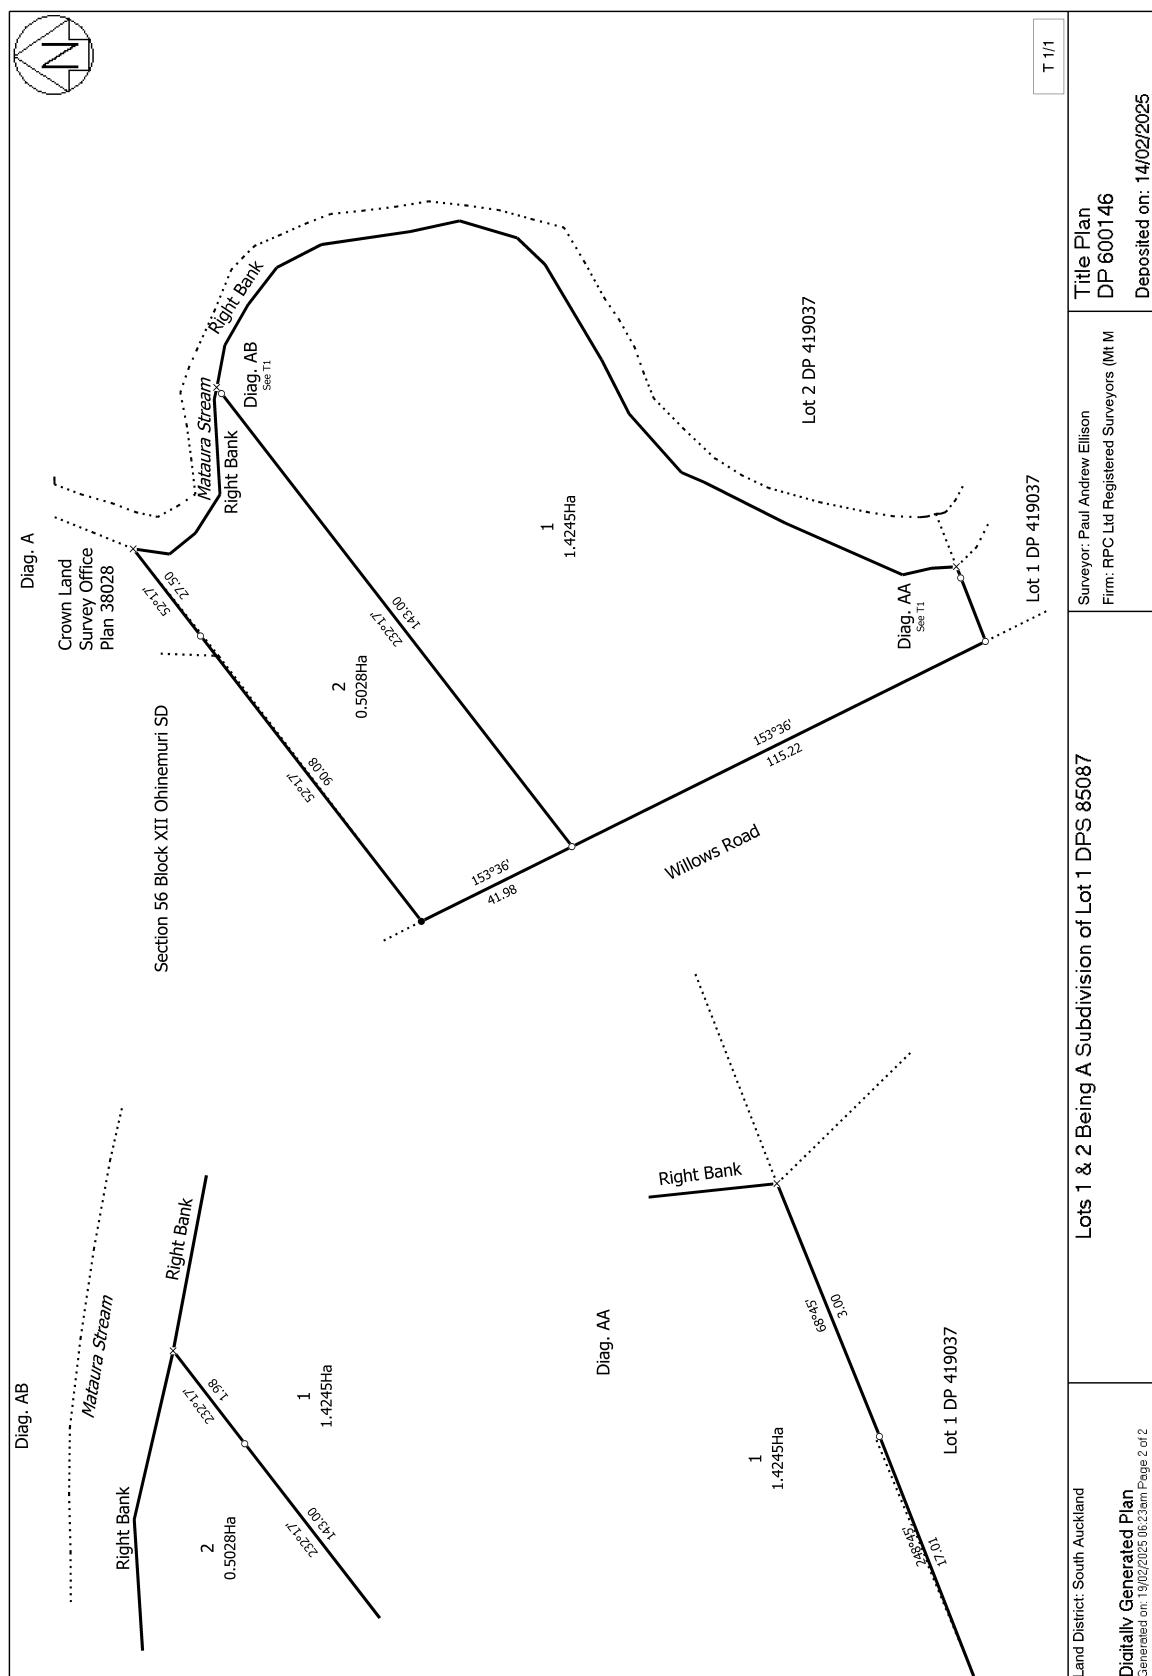 N
T 1/1
Diag. A
Crown Land
Survey Office
Plan 38028
Section 56 Block XII Ohinemuri SD
Mataura Stream
Right Bank
Right Bank
Diag. AB
See T1
52°17'
27.50
52°17'
90.08
2
0.5028Ha
232°17'
143.00
1
1.4245Ha
153°36'
41.98
153°36'
115.22
Willows Road
Lot 2 DP 419037
Diag. AA
See T1
Lot 1 DP 419037
Diag. AB
Mataura Stream
Right Bank
Right Bank
232°17'
1.98
232°17'
143.00
2
0.5028Ha
1
1.4245Ha
Diag. AA
Right Bank
68°45'
3.00
248°45'
17.01
1
1.4245Ha
Lot 1 DP 419037
Land District: South Auckland
Digitally Generated Plan
Generated on: 19/02/2025 06:23am Page 2 of 2
Lots 1 & 2 Being A Subdivision of Lot 1 DPS 85087
Surveyor: Paul Andrew Ellison
Firm: RPC Ltd Registered Surveyors (Mt M
Title Plan
DP 600146
Deposited on: 14/02/2025